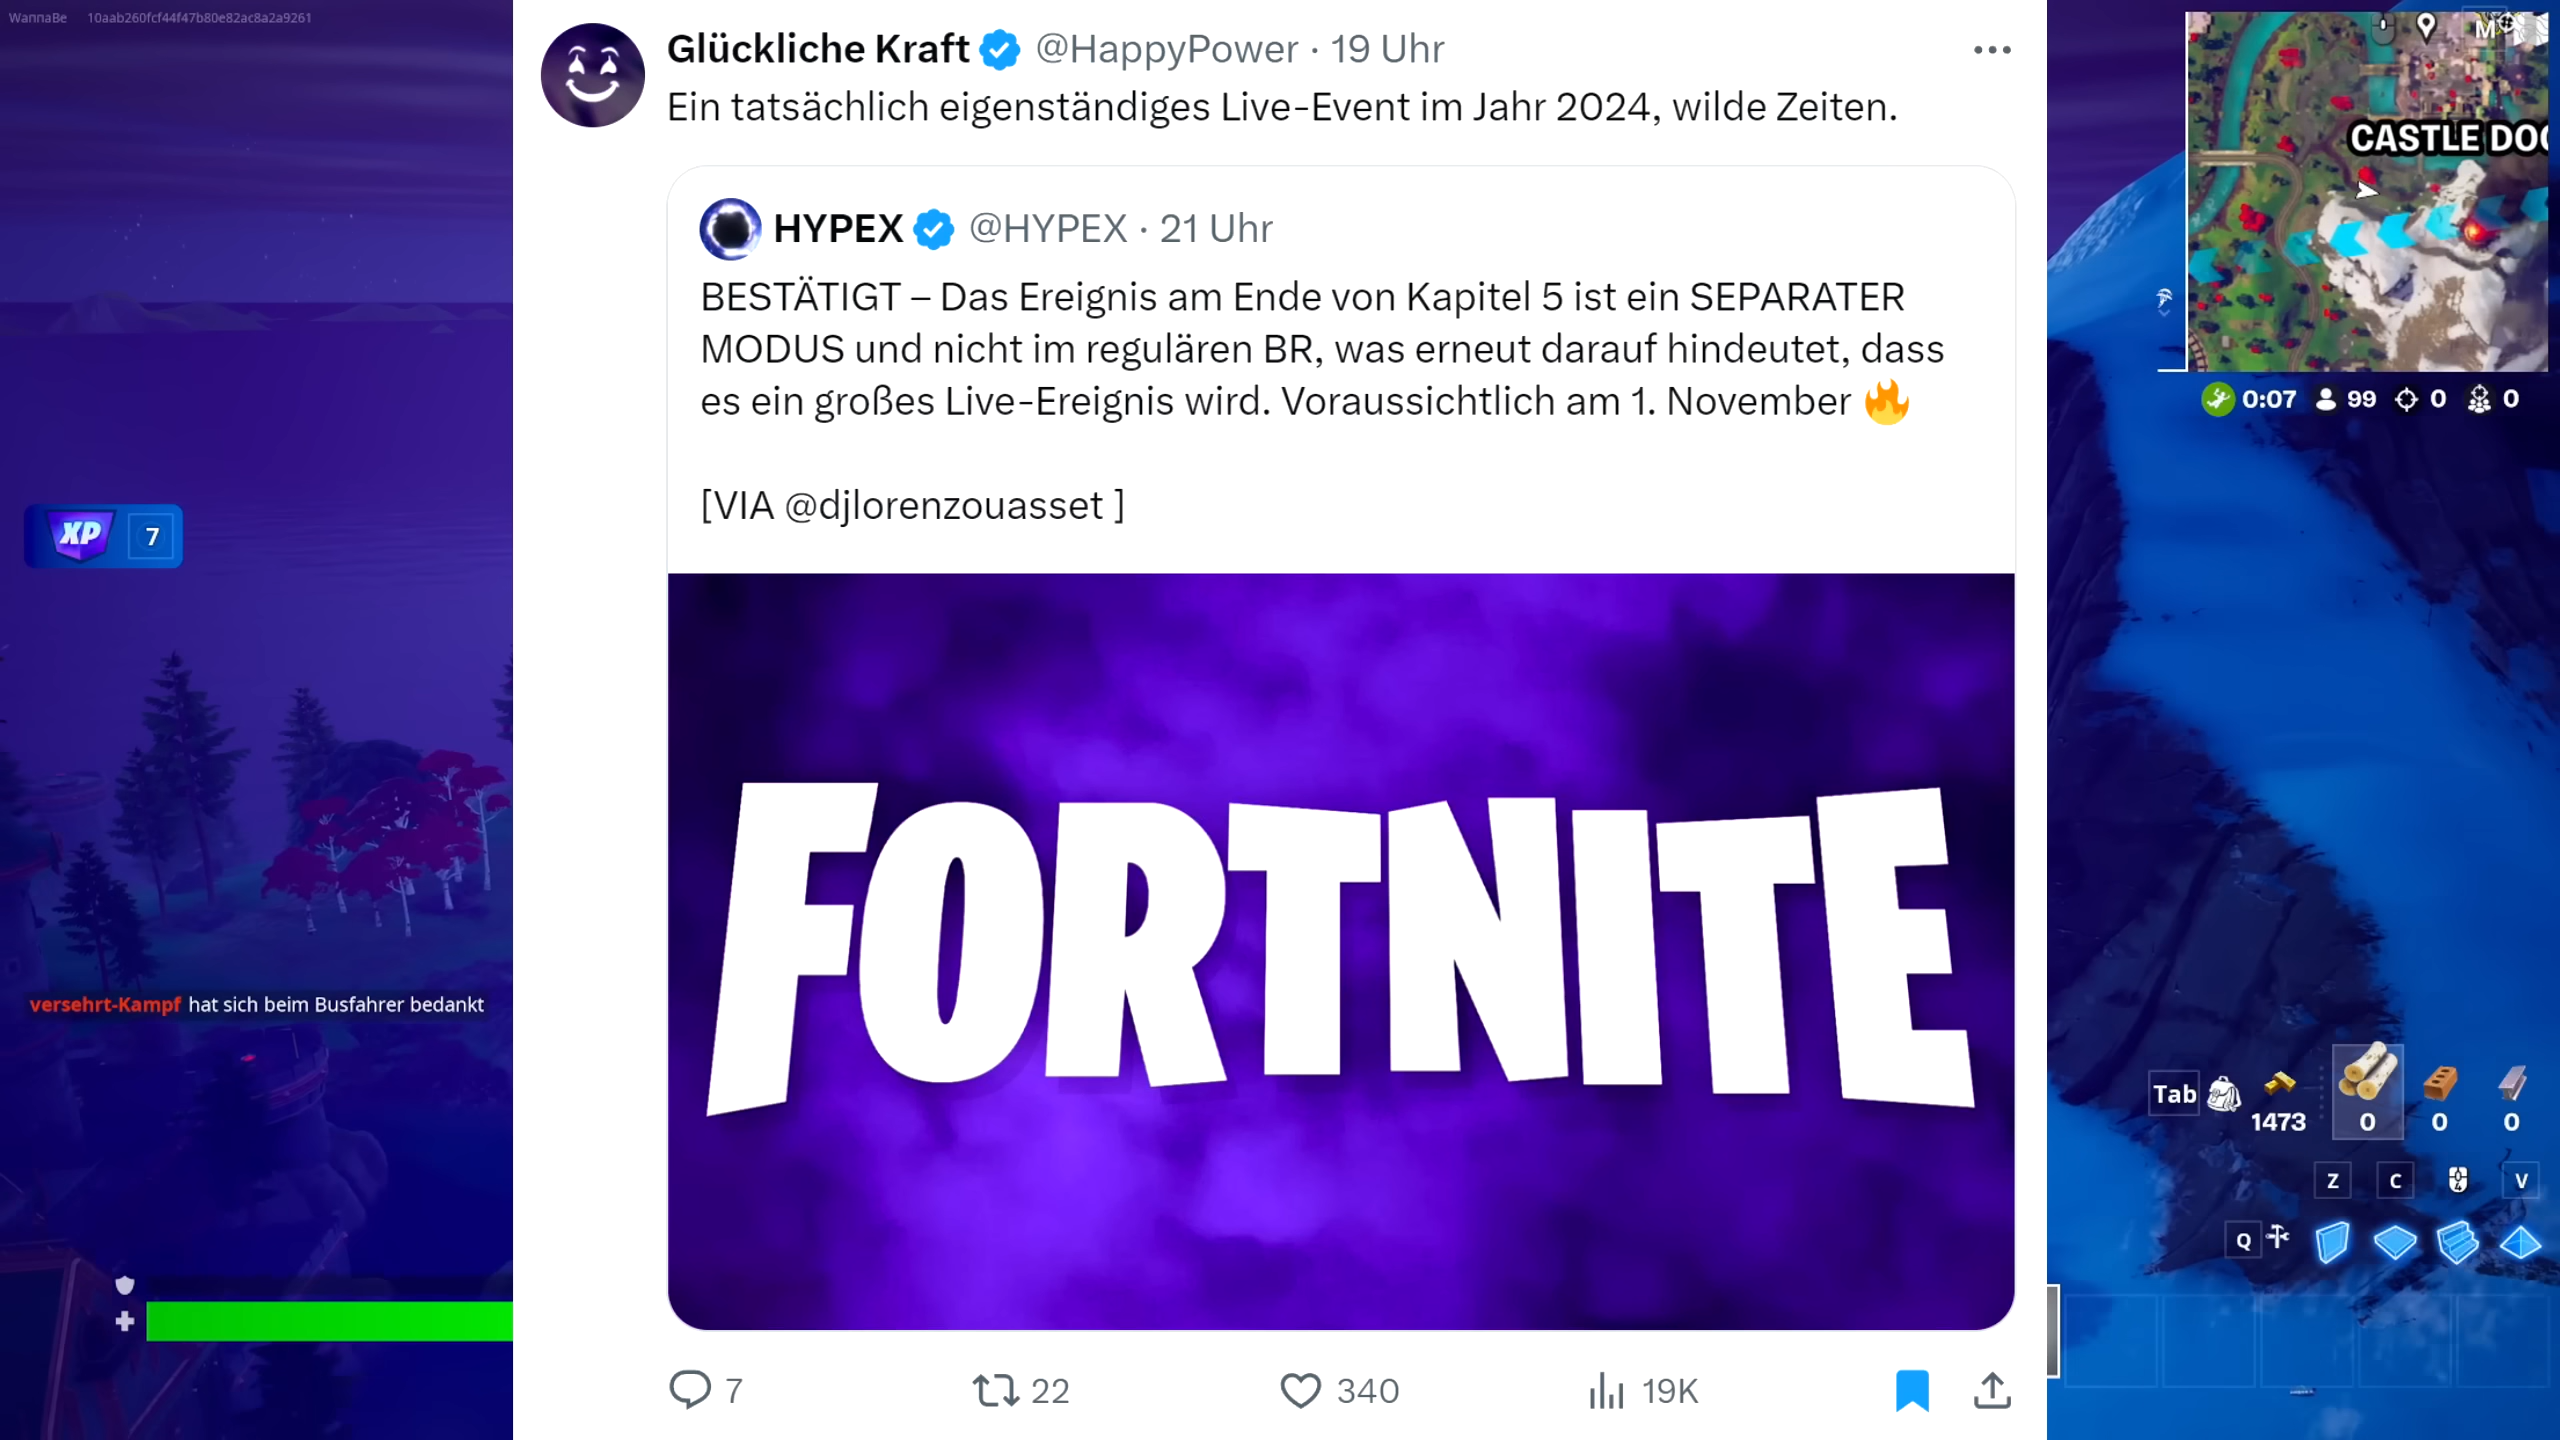 WannaBe 10aab260fcf44f47b80e82ac8a2a9261
Glückliche Kraft @HappyPower · 19 Uhr
Ein tatsächlich eigenständiges Live-Event im Jahr 2024, wilde Zeiten.
HYPEX @HYPEX · 21 Uhr
BESTÄTIGT – Das Ereignis am Ende von Kapitel 5 ist ein SEPARATER
MODUS und nicht im regulären BR, was erneut darauf hindeutet, dass
es ein großes Live-Ereignis wird. Voraussichtlich am 1. November 🔥
[VIA @djlorenzouasset ]
FORTNITE
7 22 340 19K
XP 7
versehrt-Kampf hat sich beim Busfahrer bedankt
M
CASTLE DO
0:07 99 0 0
Tab
1473 0 0 0
Z C 4 V
Q